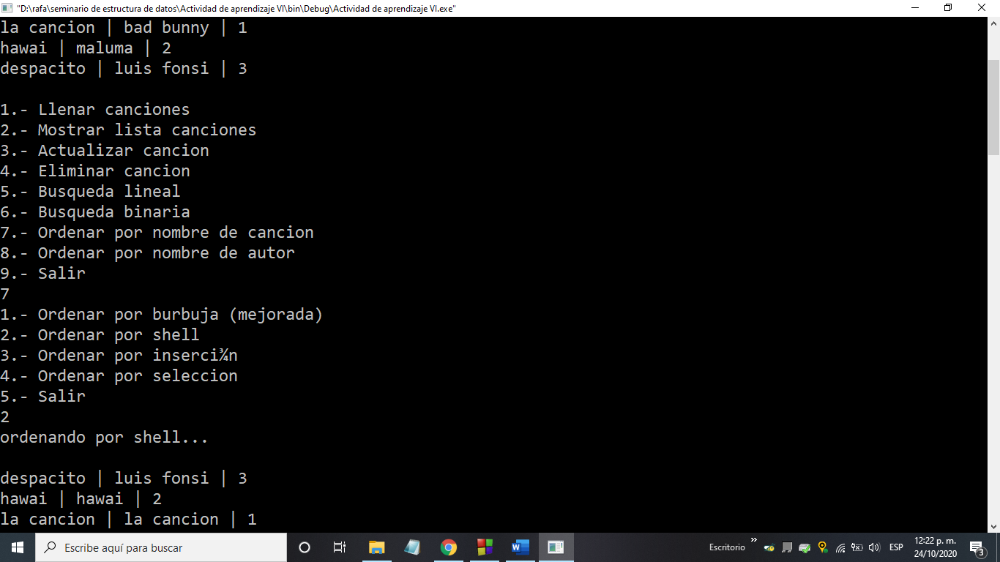 "D:\rafa\seminario de estructura de datos\Actividad de aprendizaje VI\bin\Debug\Actividad de aprendizaje VI.exe"
la cancion | bad bunny | 1
hawai | maluma | 2
despacito | luis fonsi | 3
1.- Llenar canciones
2.- Mostrar lista canciones
3.- Actualizar cancion
4.- Eliminar cancion
5.- Busqueda lineal
6.- Busqueda binaria
7.- Ordenar por nombre de cancion
8.- Ordenar por nombre de autor
9.- Salir
7
1.- Ordenar por burbuja (mejorada)
2.- Ordenar por shell
3.- Ordenar por inserci¾n
4.- Ordenar por seleccion
5.- Salir
2
ordenando por shell...
despacito | luis fonsi | 3
hawai | hawai | 2
la cancion | la cancion | 1
Escribe aquí para buscar
Escritorio
ESP
12:22 p. m.
24/10/2020
3